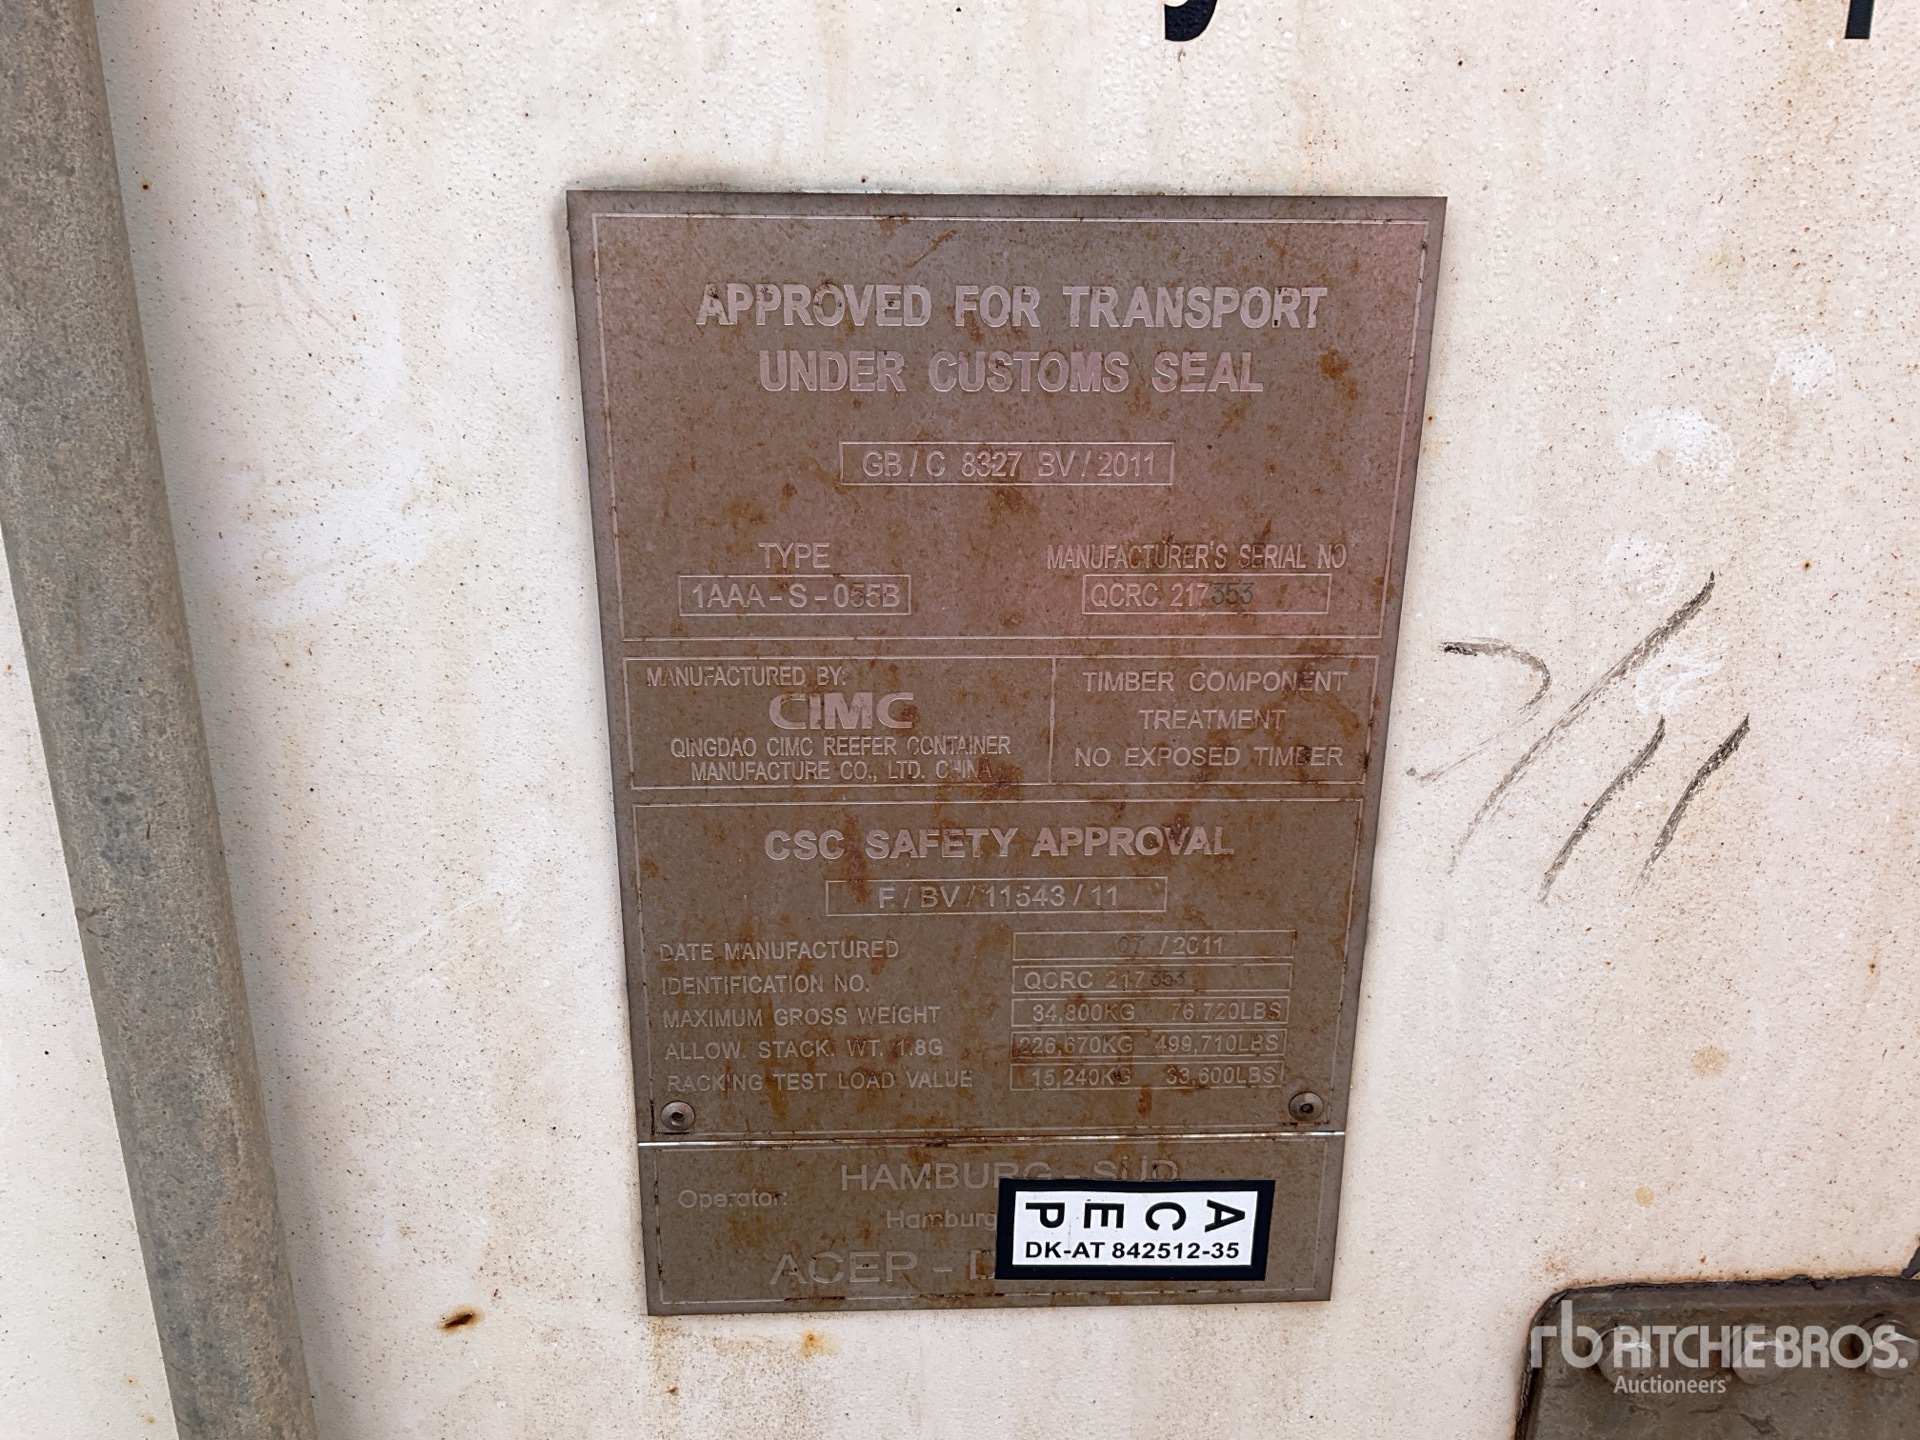 APPROVED FOR TRANSPORT
UNDER CUSTOMS SEAL
GB / C 8327 BV / 2011
TYPE
1AAA - S - 055B
MANUFACTURER'S SERIAL NO
QCRC 217353
MANUFACTURED BY:
CIMC
QINGDAO CIMC REEFER CONTAINER
MANUFACTURE CO., LTD. CHINA
TIMBER COMPONENT
TREATMENT
NO EXPOSED TIMBER
CSC SAFETY APPROVAL
F / BV / 11543 / 11
DATE MANUFACTURED 07 / 2011
IDENTIFICATION NO. QCRC 217353
MAXIMUM GROSS WEIGHT 34,800KG 76,720LBS
ALLOW. STACK. WT. 1.8G 226,670KG 499,710LBS
RACKING TEST LOAD VALUE 15,240KG 33,600LBS
HAMBURG - SÜD
Operator:
Hamburg
ACEP -
ACEP
DK-AT 842512-35
rb RITCHIE BROS.
Auctioneers